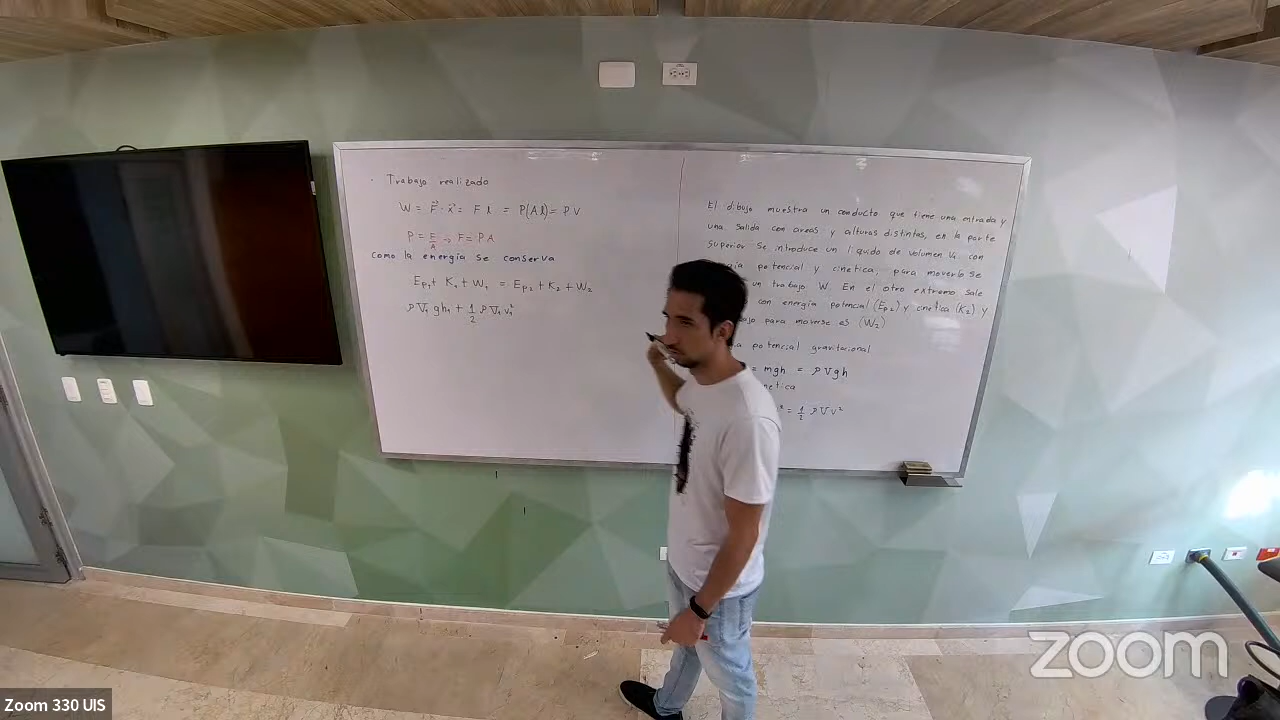 · Trabajo realizado
W = F⃗ · x⃗ = F l = P(Al) = P V
P = F/A → F = P A
como la energía se conserva
Ep₁ + K₁ + W₁ = Ep₂ + K₂ + W₂
ρ V₁ g h₁ + 1/2 ρ V₁ v₁²
El dibujo muestra un conducto que tiene una entrada y
una salida con areas y alturas distintas, en la parte
Superior se introduce un liquido de volumen V₁ con
potencial y cinetica, para moverlo se
un trabajo W. En el otro extremo sale
con energía potencial (Ep₂) y cinetica (K₂) y
para moverse es (W₂)
potencial gravitacional
= mgh = ρVgh
= 1/2 ρVv²
zoom
Zoom 330 UIS